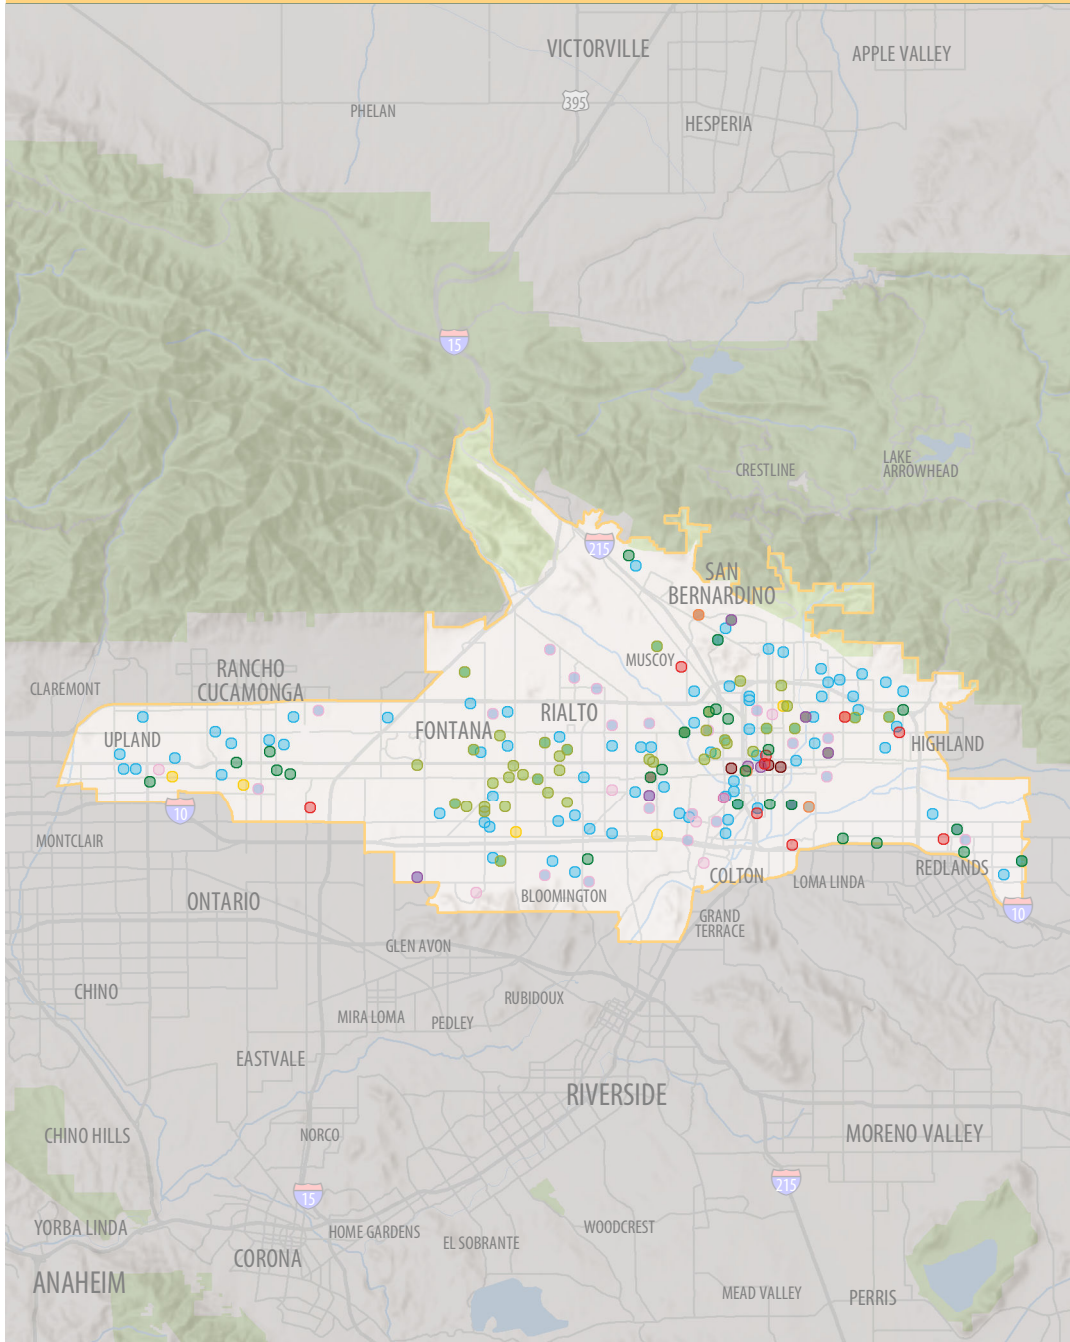 VICTORVILLE
APPLE VALLEY
395
PHELAN
HESPERIA
15
LAKE
ARROWHEAD
CRESTLINE
215
SAN
BERNARDINO
MUSCOY
RANCHO
CUCAMONGA
CLAREMONT
RIALTO
FONTANA
UPLAND
HIGHLAND
10
MONTCLAIR
REDLANDS
COLTON
LOMA LINDA
BLOOMINGTON
ONTARIO
10
GRAND
TERRACE
GLEN AVON
CHINO
RUBIDOUX
MIRA LOMA
PEDLEY
EASTVALE
RIVERSIDE
CHINO HILLS
NORCO
MORENO VALLEY
215
15
YORBA LINDA
HOME GARDENS
WOODCREST
EL SOBRANTE
CORONA
ANAHEIM
MEAD VALLEY
PERRIS